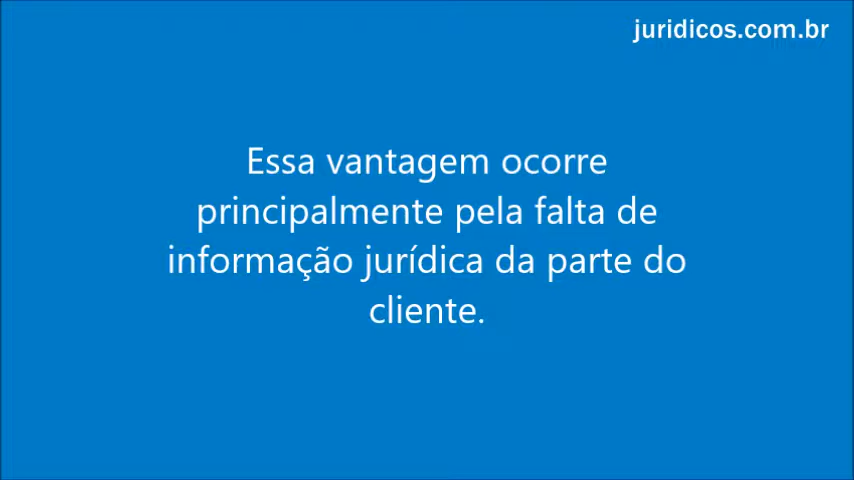 juridicos.com.br
Essa vantagem ocorre
principalmente pela falta de
informação jurídica da parte do
cliente.